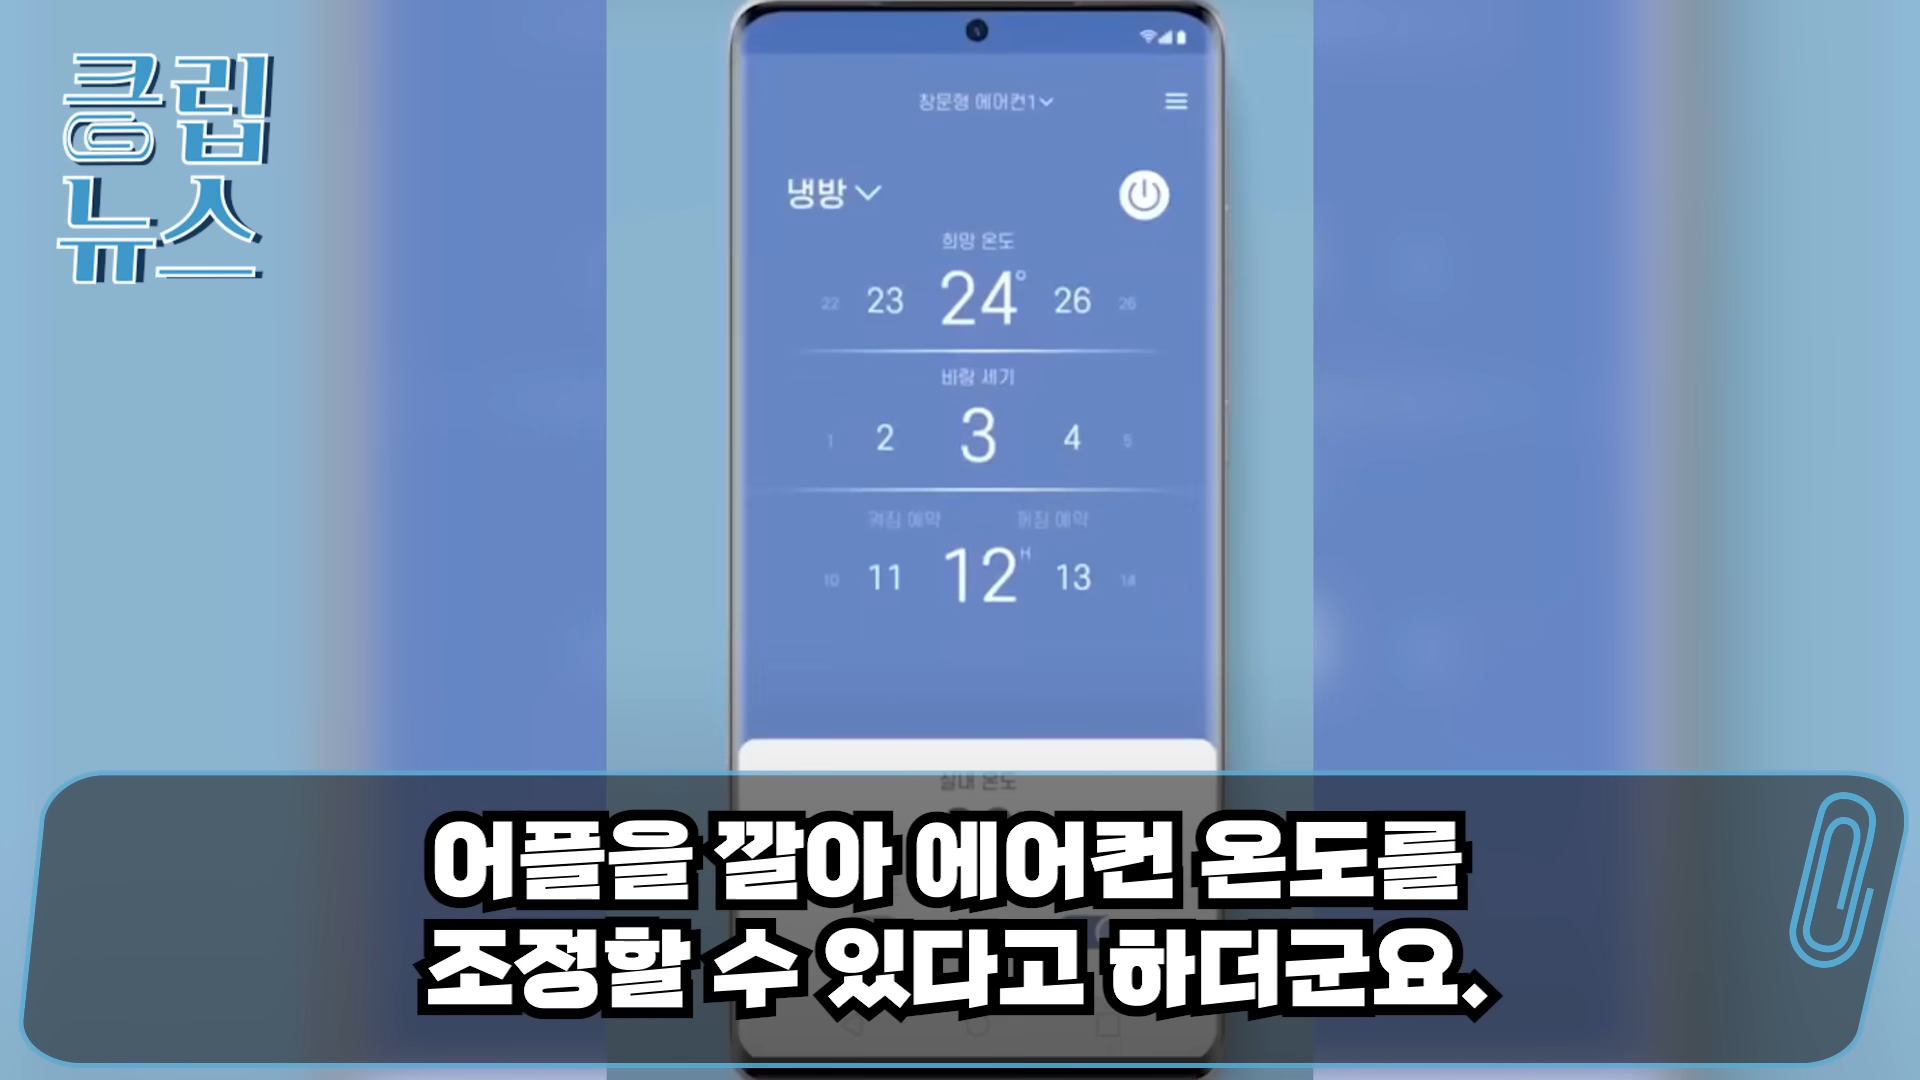 클립
뉴스
창문형 에어컨1
냉방
희망 온도
22 23 24° 26 26
바람 세기
1 2 3 4 5
켜짐 예약 꺼짐 예약
10 11 12H 13 14
실내 온도
어플을 깔아 에어컨 온도를
조정할 수 있다고 하더군요.